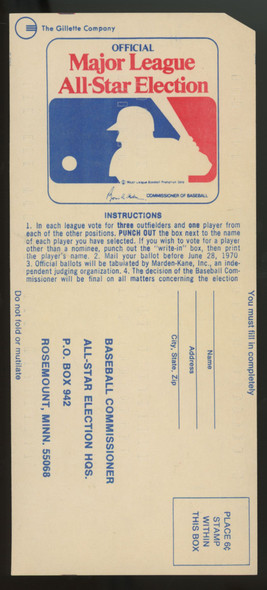 The Gillette Company
OFFICIAL
Major League
All-Star Election
© Major League Baseball Promotion Corp.
COMMISSIONER OF BASEBALL
INSTRUCTIONS
1. In each league vote for three outfielders and one player from
each of the other positions. PUNCH OUT the box next to the name
of each player you have selected. If you wish to vote for a player
other than a nominee, punch out the "write-in" box, then print
the player's name. 2. Mail your ballot before June 28, 1970
3. Official ballots will be tabulated by Marden-Kane, Inc., an inde-
pendent judging organization. 4. The decision of the Baseball Com-
missioner will be final on all matters concerning the election
You must fill in completely
Name
Address
City, State, Zip
PLACE 6¢
STAMP
WITHIN
THIS BOX
BASEBALL COMMISSIONER
ALL-STAR ELECTION HQS.
P.O. BOX 942
ROSEMOUNT, MINN. 55068
Do not fold or mutilate